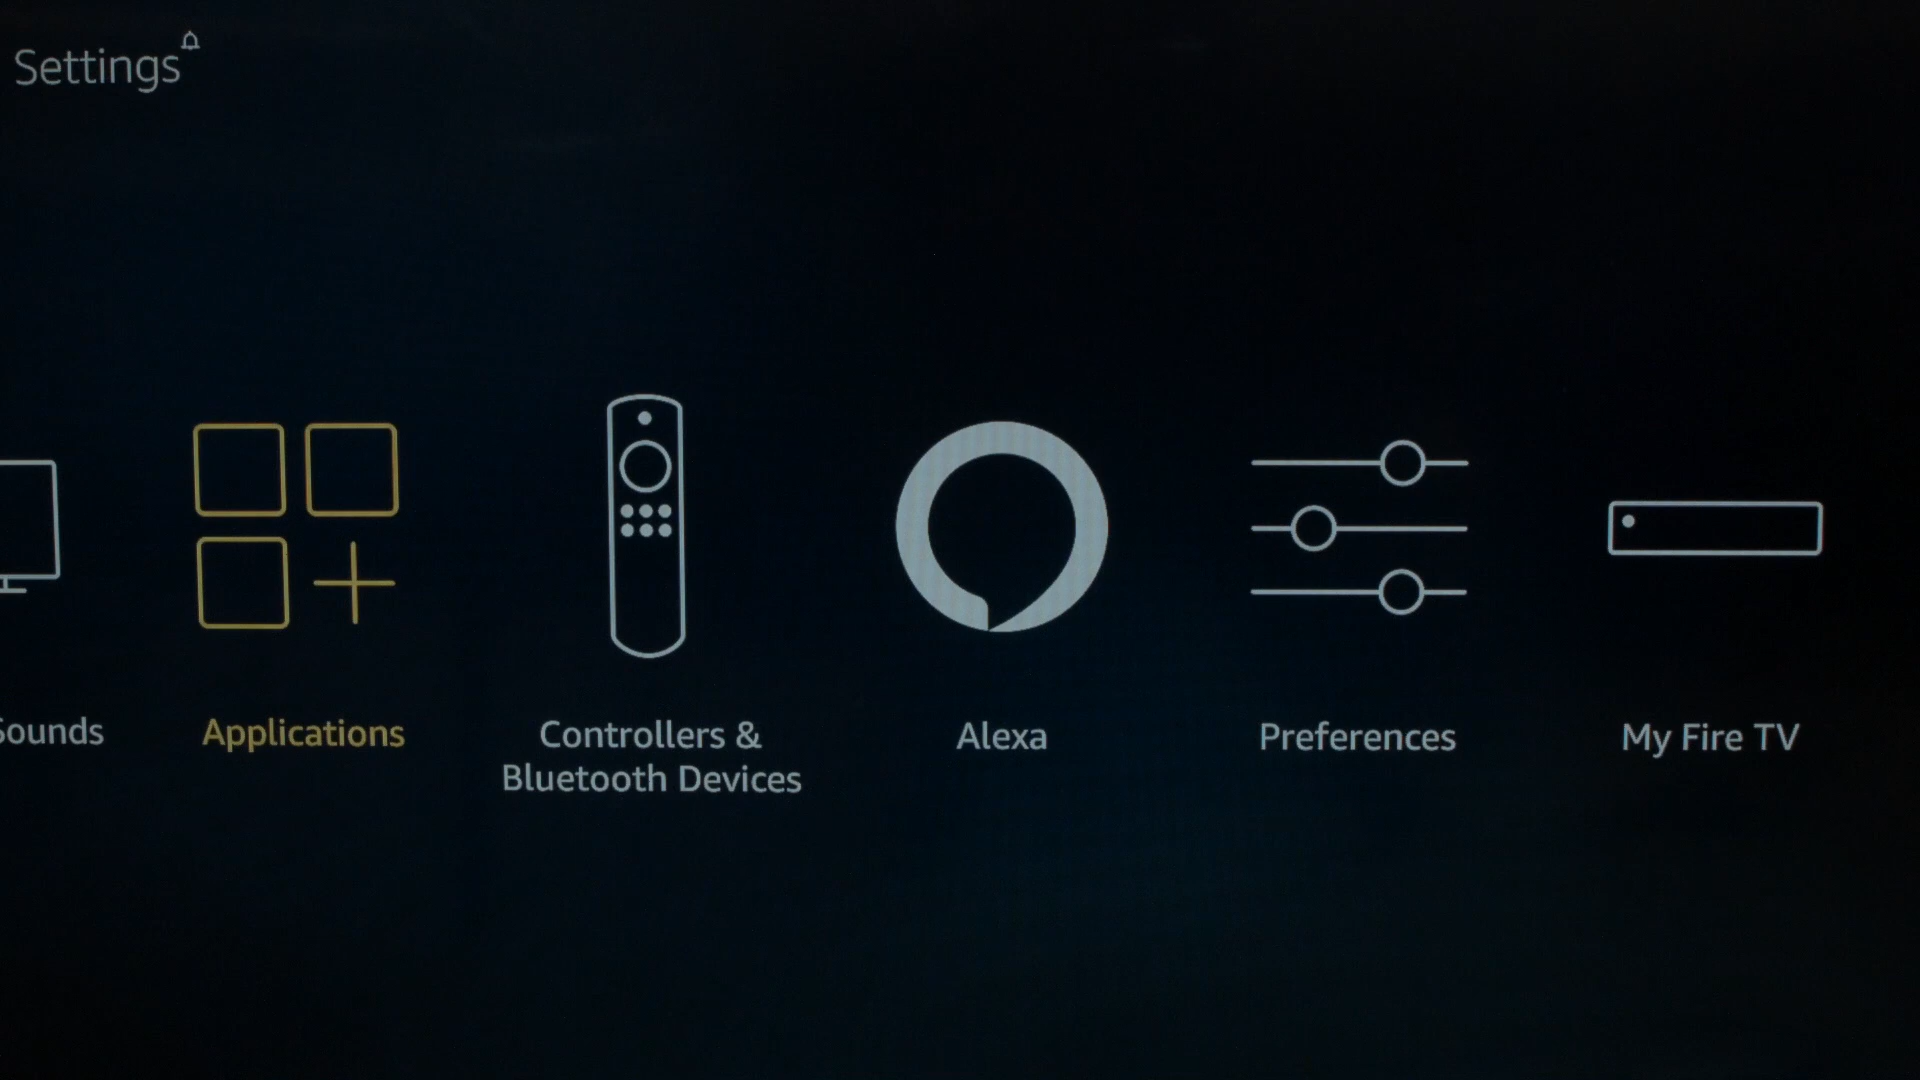 Settings
Sounds
Applications
Controllers &
Bluetooth Devices
Alexa
Preferences
My Fire TV